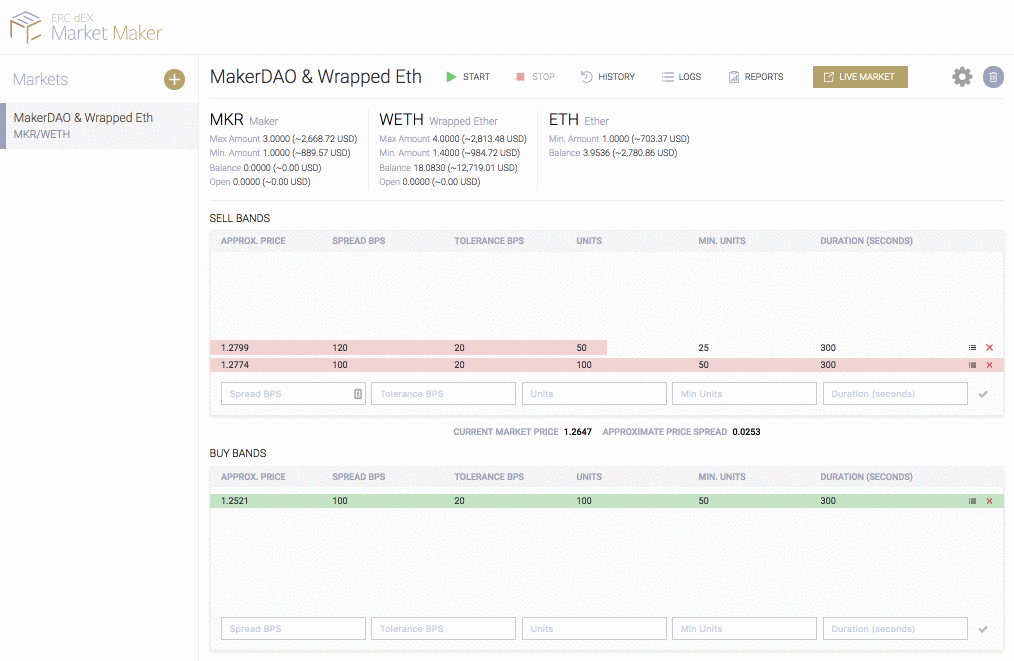 ERC dEX
Market Maker
Markets
MakerDAO & Wrapped Eth
MKR/WETH
MakerDAO & Wrapped Eth START STOP HISTORY LOGS REPORTS LIVE MARKET
MKR Maker
Max Amount 3.0000 (~2,668.72 USD)
Min. Amount 1.0000 (~889.57 USD)
Balance 0.0000 (~0.00 USD)
Open 0.0000 (~0.00 USD)
WETH Wrapped Ether
Max Amount 4.0000 (~2,813.48 USD)
Min. Amount 1.4000 (~984.72 USD)
Balance 18.0830 (~12,719.01 USD)
Open 0.0000 (~0.00 USD)
ETH Ether
Min. Amount 1.0000 (~703.37 USD)
Balance 3.9536 (~2,780.86 USD)
SELL BANDS
APPROX. PRICE SPREAD BPS TOLERANCE BPS UNITS MIN. UNITS DURATION (SECONDS)
1.2799 120 20 50 25 300
1.2774 100 20 100 50 300
Spread BPS Tolerance BPS Units Min Units Duration (seconds)
CURRENT MARKET PRICE 1.2647 APPROXIMATE PRICE SPREAD 0.0253
BUY BANDS
APPROX. PRICE SPREAD BPS TOLERANCE BPS UNITS MIN. UNITS DURATION (SECONDS)
1.2521 100 20 100 50 300
Spread BPS Tolerance BPS Units Min Units Duration (seconds)